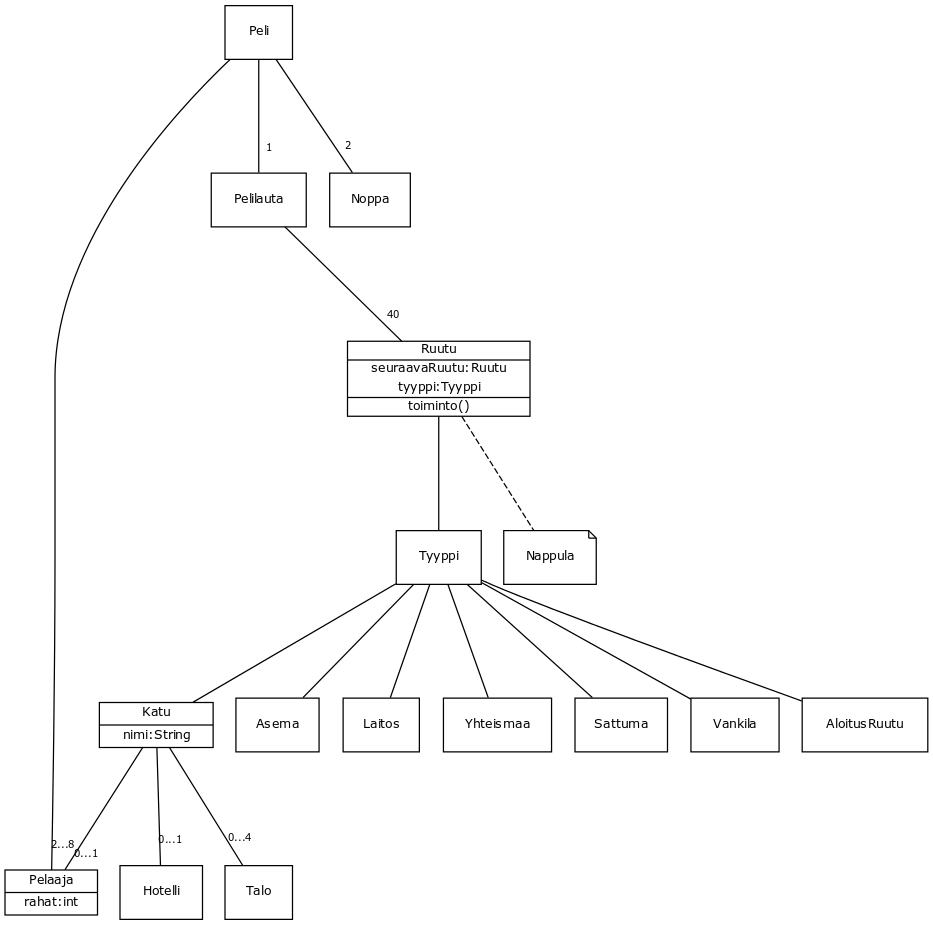 Peli
1
2
Pelilauta
Noppa
40
Ruutu
seuraavaRuutu:Ruutu
tyyppi:Tyyppi
toiminto()
Tyyppi
Nappula
Katu
nimi:String
Asema
Laitos
Yhteismaa
Sattuma
Vankila
AloitusRuutu
2...8
0...1
0...1
0...4
Pelaaja
rahat:int
Hotelli
Talo